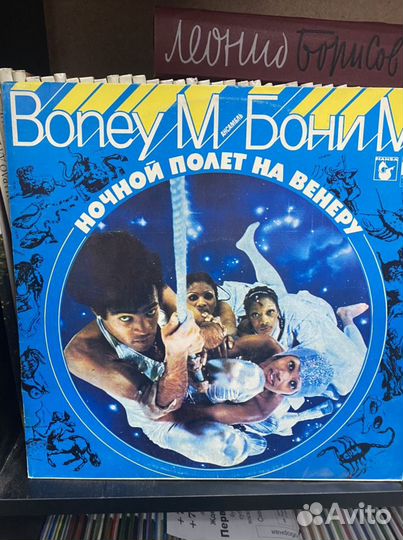 Леонид Борисов
Boney M АНСАМБЛЬ Бони М
НОЧНОЙ ПОЛЕТ НА ВЕНЕРУ
HANSA
Avito